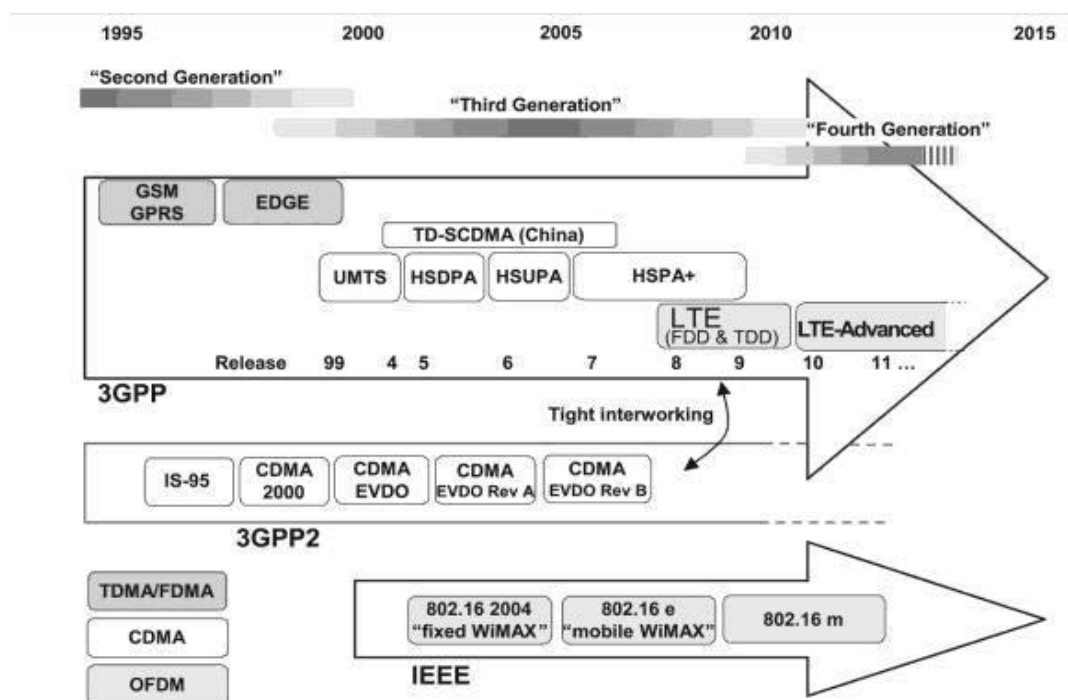 1995 2000 2005 2010 2015
“Second Generation”
“Third Generation”
“Fourth Generation”
GSM
GPRS
EDGE
TD-SCDMA (China)
UMTS HSDPA HSUPA HSPA+
LTE
(FDD & TDD)
LTE-Advanced
Release 99 4 5 6 7 8 9 10 11 ...
3GPP
Tight interworking
IS-95
CDMA
2000
CDMA
EVDO
CDMA
EVDO Rev A
CDMA
EVDO Rev B
3GPP2
TDMA/FDMA
CDMA
OFDM
802.16 2004
“fixed WiMAX”
802.16 e
“mobile WiMAX”
802.16 m
IEEE